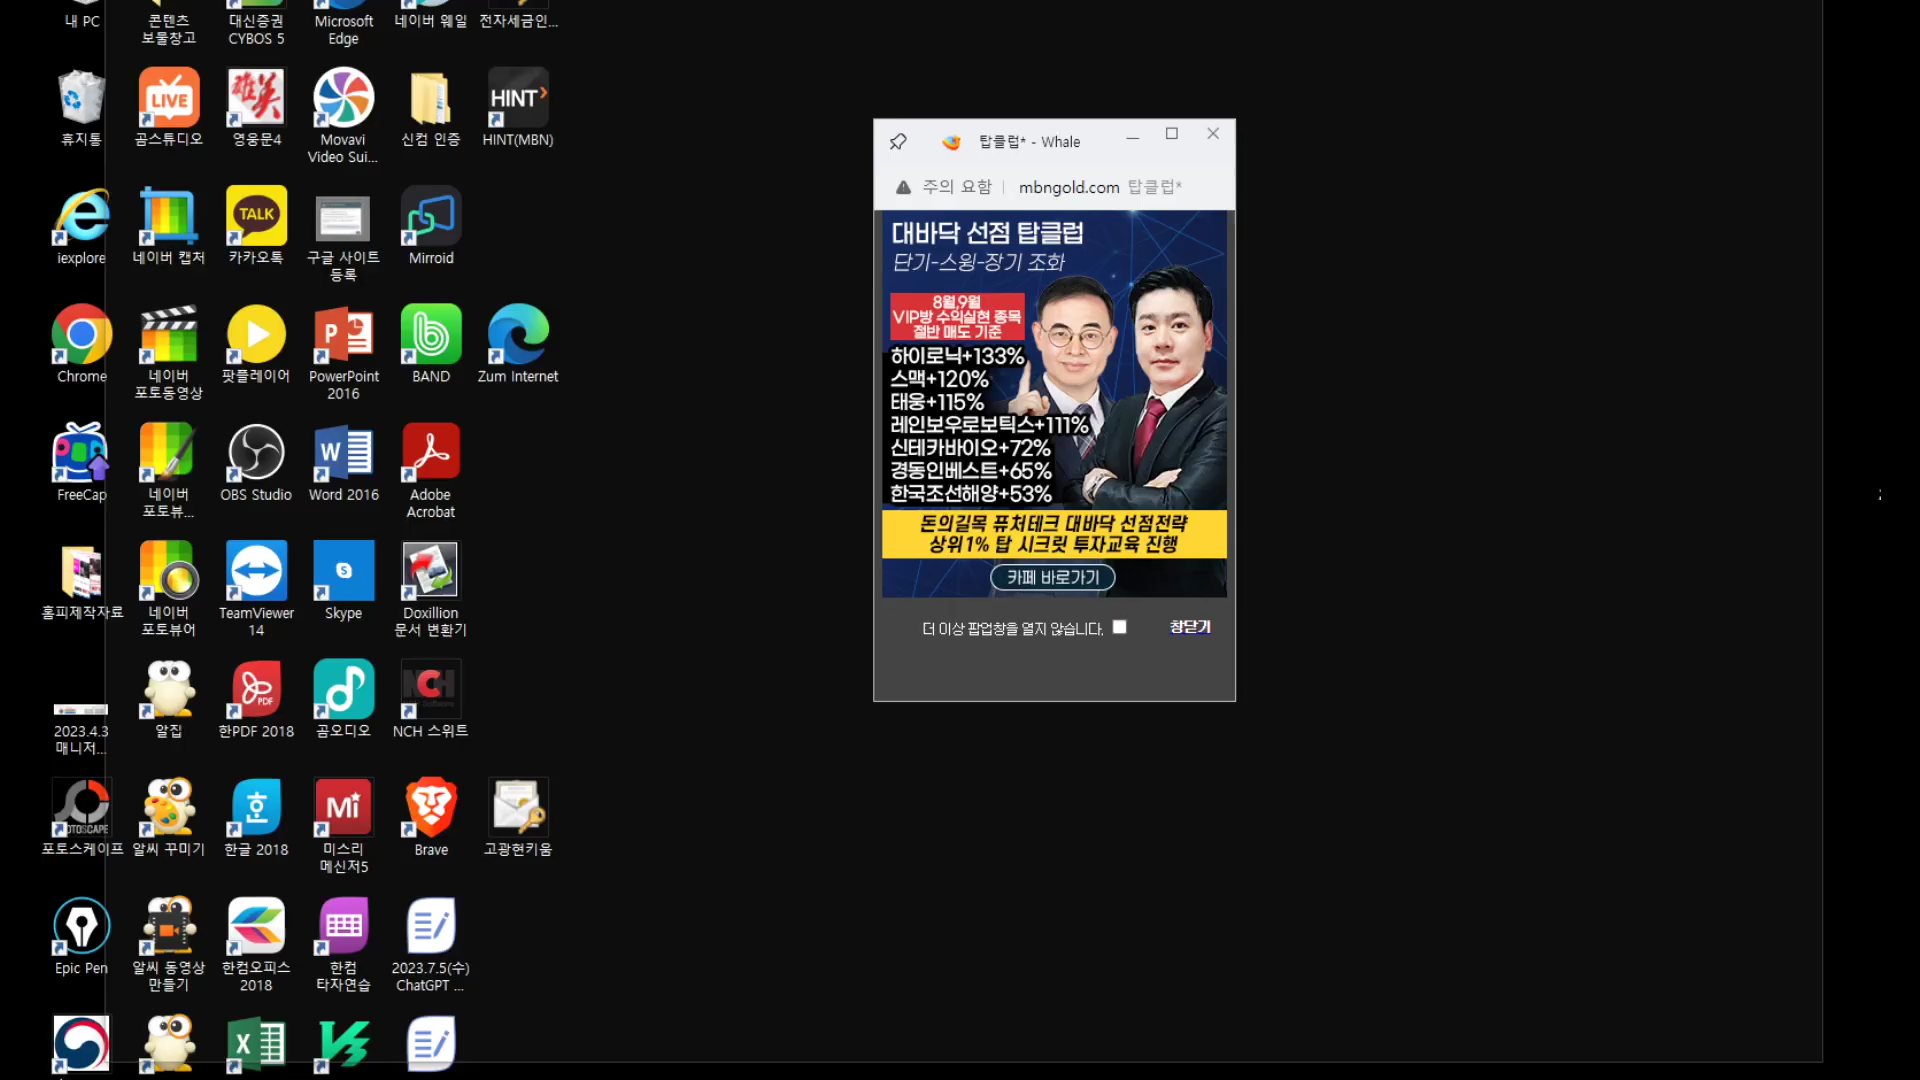 내 PC
콘텐츠
보물창고
대신증권
CYBOS 5
Microsoft
Edge
네이버 웨일
전자세금인...
휴지통
LIVE
곰스튜디오
영웅문4
Movavi
Video Sui...
신컴 인증
HINT
HINT(MBN)
iexplore
네이버 캡처
TALK
카카오톡
구글 사이트
등록
Mirroid
Chrome
네이버
포토동영상
팟플레이어
PowerPoint
2016
BAND
Zum Internet
FreeCap
네이버
포토뷰...
OBS Studio
Word 2016
Adobe
Acrobat
홈피제작자료
네이버
포토뷰어
TeamViewer
14
Skype
Doxillion
문서 변환기
2023.4.3
매니저...
알집
PDF
한PDF 2018
곰오디오
NCH
NCH 스위트
포토스케이프
알씨 꾸미기
한글 2018
Mi
미스리
메신저5
Brave
고광현키움
Epic Pen
알씨 동영상
만들기
한컴오피스
2018
한컴
타자연습
2023.7.5(수)
ChatGPT ...
탑클럽* - Whale
주의 요함
mbngold.com 탑클럽*
대바닥 선점 탑클럽
단기-스윙-장기 조화
8월,9월
VIP방 수익실현 종목
절반 매도 기준
하이로닉+133%
스맥+120%
태웅+115%
레인보우로보틱스+111%
신테카바이오+72%
경동인베스트+65%
한국조선해양+53%
돈의길목 퓨처테크 대바닥 선점전략
상위1% 탑 시크릿 투자교육 진행
카페 바로가기
더 이상 팝업창을 열지 않습니다.
창닫기